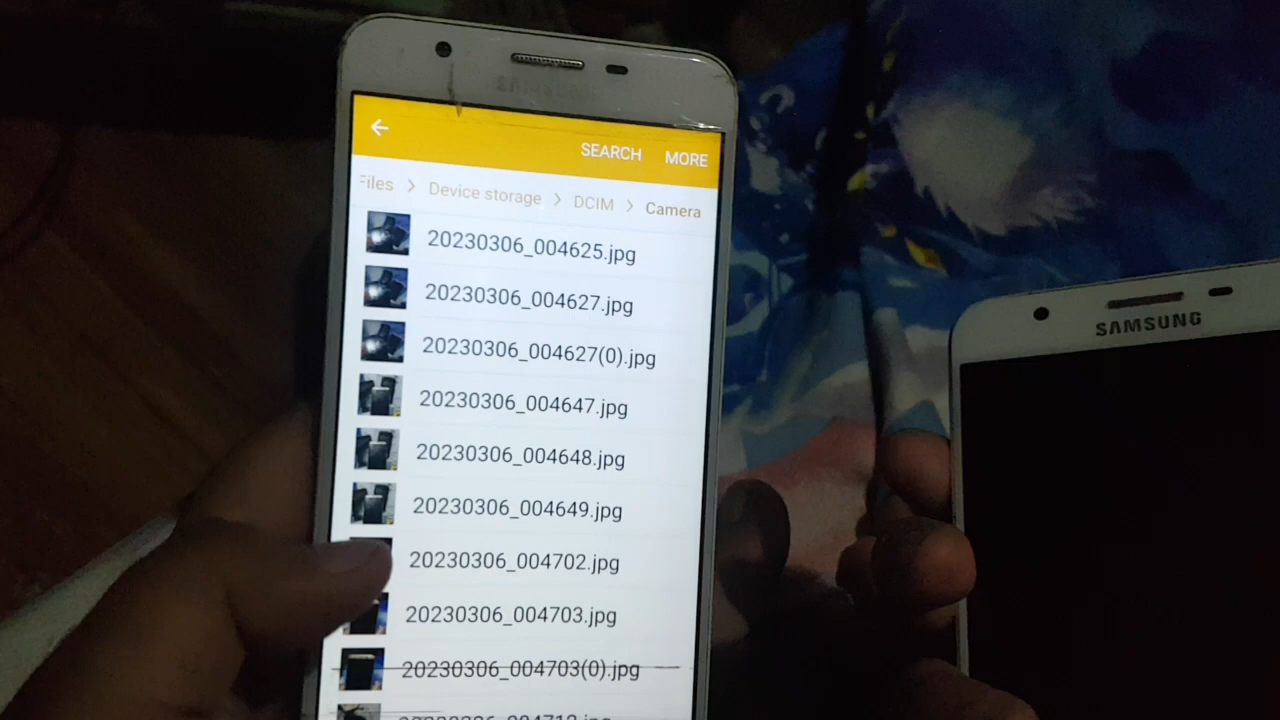 SAMSUNG
SEARCH MORE
Files > Device storage > DCIM > Camera
20230306_004625.jpg
20230306_004627.jpg
20230306_004627(0).jpg
20230306_004647.jpg
20230306_004648.jpg
20230306_004649.jpg
20230306_004702.jpg
20230306_004703.jpg
20230306_004703(0).jpg
SAMSUNG